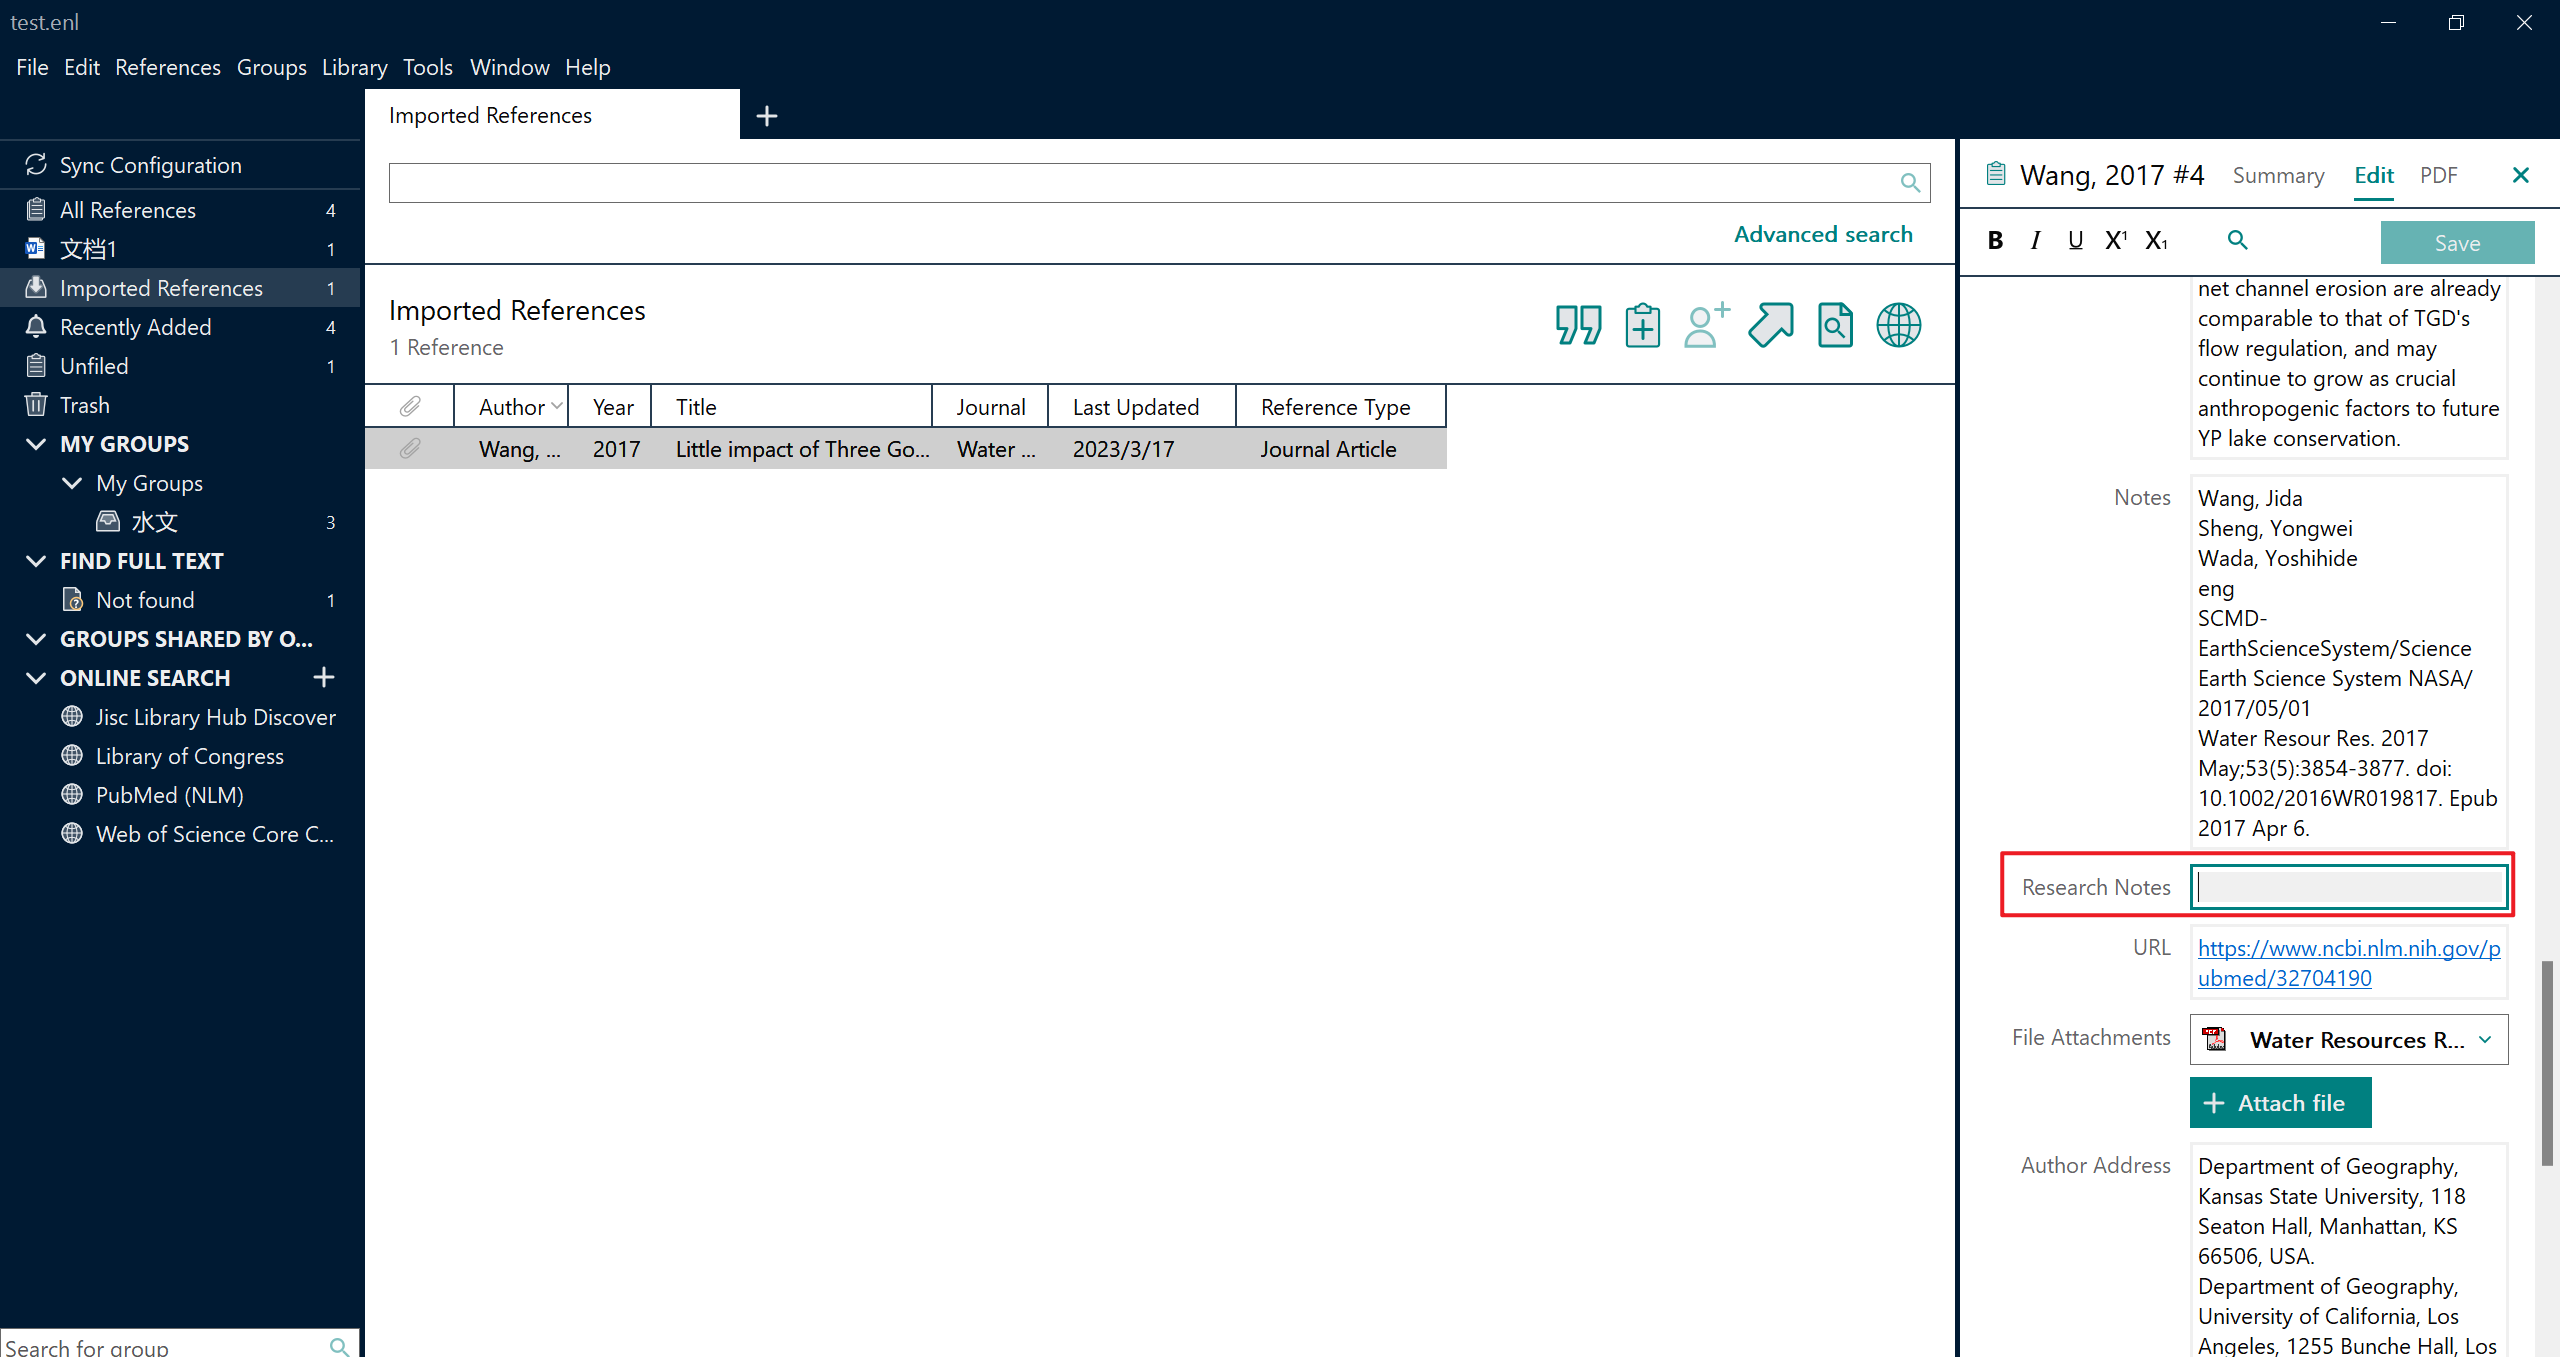 test.enl
File Edit References Groups Library Tools Window Help
Imported References
Sync Configuration
All References 4
文档1 1
Imported References 1
Recently Added 4
Unfiled 1
Trash
MY GROUPS
My Groups
水文 3
FIND FULL TEXT
Not found 1
GROUPS SHARED BY O...
ONLINE SEARCH
Jisc Library Hub Discover
Library of Congress
PubMed (NLM)
Web of Science Core C...
Search for group
Advanced search
Imported References
1 Reference
Author Year Title Journal Last Updated Reference Type
Wang, ... 2017 Little impact of Three Go... Water ... 2023/3/17 Journal Article
Wang, 2017 #4 Summary Edit PDF
B I U X¹ X₁ Save
net channel erosion are already
comparable to that of TGD's
flow regulation, and may
continue to grow as crucial
anthropogenic factors to future
YP lake conservation.
Notes
Wang, Jida
Sheng, Yongwei
Wada, Yoshihide
eng
SCMD-
EarthScienceSystem/Science
Earth Science System NASA/
2017/05/01
Water Resour Res. 2017
May;53(5):3854-3877. doi:
10.1002/2016WR019817. Epub
2017 Apr 6.
Research Notes
URL
https://www.ncbi.nlm.nih.gov/p
ubmed/32704190
File Attachments
Water Resources R...
Attach file
Author Address
Department of Geography,
Kansas State University, 118
Seaton Hall, Manhattan, KS
66506, USA.
Department of Geography,
University of California, Los
Angeles, 1255 Bunche Hall, Los